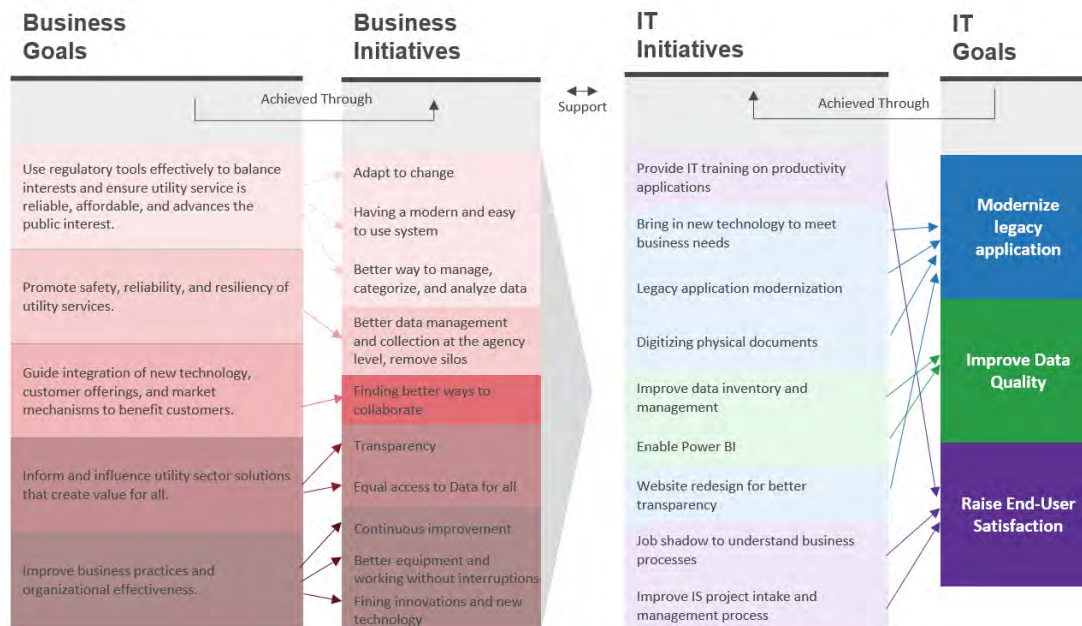 Business
Goals
Business
Initiatives
IT
Initiatives
IT
Goals
Achieved Through
Support
Achieved Through
Use regulatory tools effectively to balance
interests and ensure utility service is
reliable, affordable, and advances the
public interest.
Promote safety, reliability, and resiliency of
utility services.
Guide integration of new technology,
customer offerings, and market
mechanisms to benefit customers.
Inform and influence utility sector solutions
that create value for all.
Improve business practices and
organizational effectiveness.
Adapt to change
Having a modern and easy
to use system
Better way to manage,
categorize, and analyze data
Better data management
and collection at the agency
level, remove silos
Finding better ways to
collaborate
Transparency
Equal access to Data for all
Continuous improvement
Better equipment and
working without interruptions
Fining innovations and new
technology
Provide IT training on productivity
applications
Bring in new technology to meet
business needs
Legacy application modernization
Digitizing physical documents
Improve data inventory and
management
Enable Power BI
Website redesign for better
transparency
Job shadow to understand business
processes
Improve IS project intake and
management process
Modernize
legacy
application
Improve Data
Quality
Raise End-User
Satisfaction